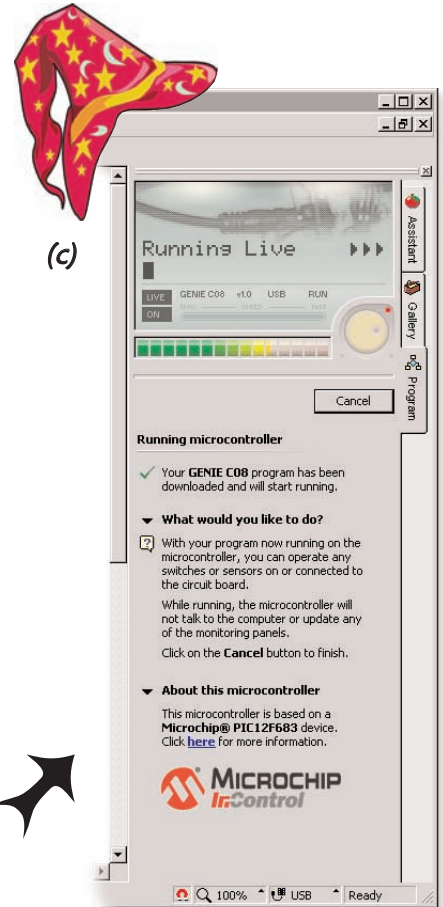 (c)
Running Live
LIVE GENIE C08 v1.0 USB RUN
ON
Assistant
Gallery
Program
Cancel
Running microcontroller
Your GENIE C08 program has been
downloaded and will start running.
What would you like to do?
With your program now running on the
microcontroller, you can operate any
switches or sensors on or connected to
the circuit board.
While running, the microcontroller will
not talk to the computer or update any
of the monitoring panels.
Click on the Cancel button to finish.
About this microcontroller
This microcontroller is based on a
Microchip® PIC12F683 device.
Click here for more information.
MICROCHIP
In Control
100% USB Ready